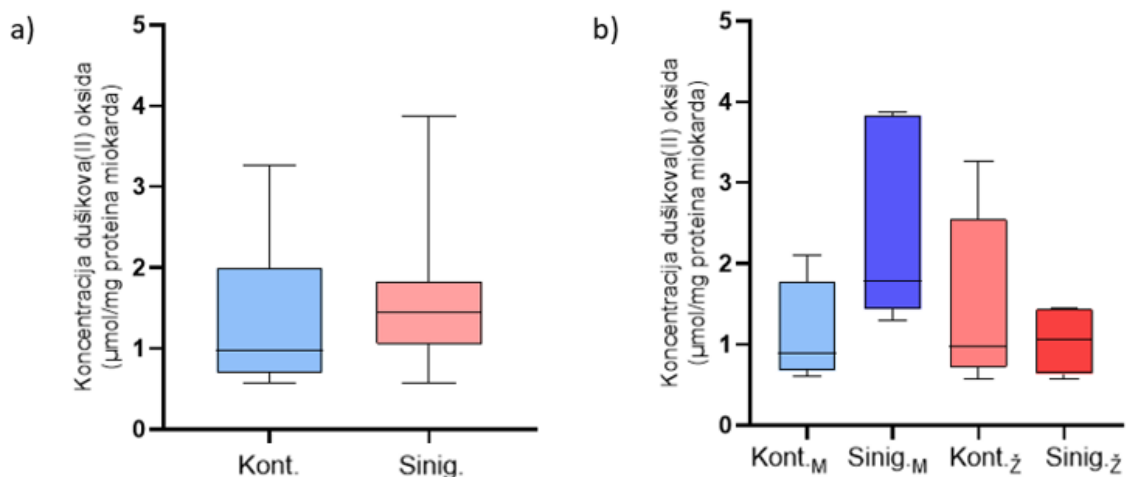 a)
Koncentracija dušikova(II) oksida
(µmol/mg proteina miokarda)
5
4
3
2
1
0
Kont.
Sinig.
b)
Koncentracija dušikova(II) oksida
(µmol/mg proteina miokarda)
5
4
3
2
1
0
Kont.M
Sinig.M
Kont.Ž
Sinig.Ž